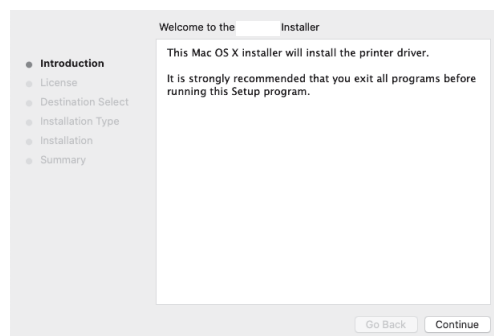 Welcome to the Installer
Introduction
License
Destination Select
Installation Type
Installation
Summary
This Mac OS X installer will install the printer driver.
It is strongly recommended that you exit all programs before
running this Setup program.
Go Back
Continue